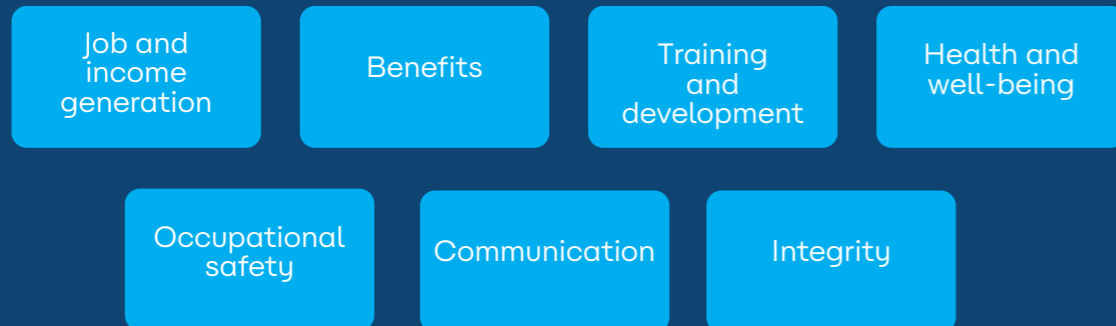 Job and
income
generation
Benefits
Training
and
development
Health and
well-being
Occupational
safety
Communication
Integrity